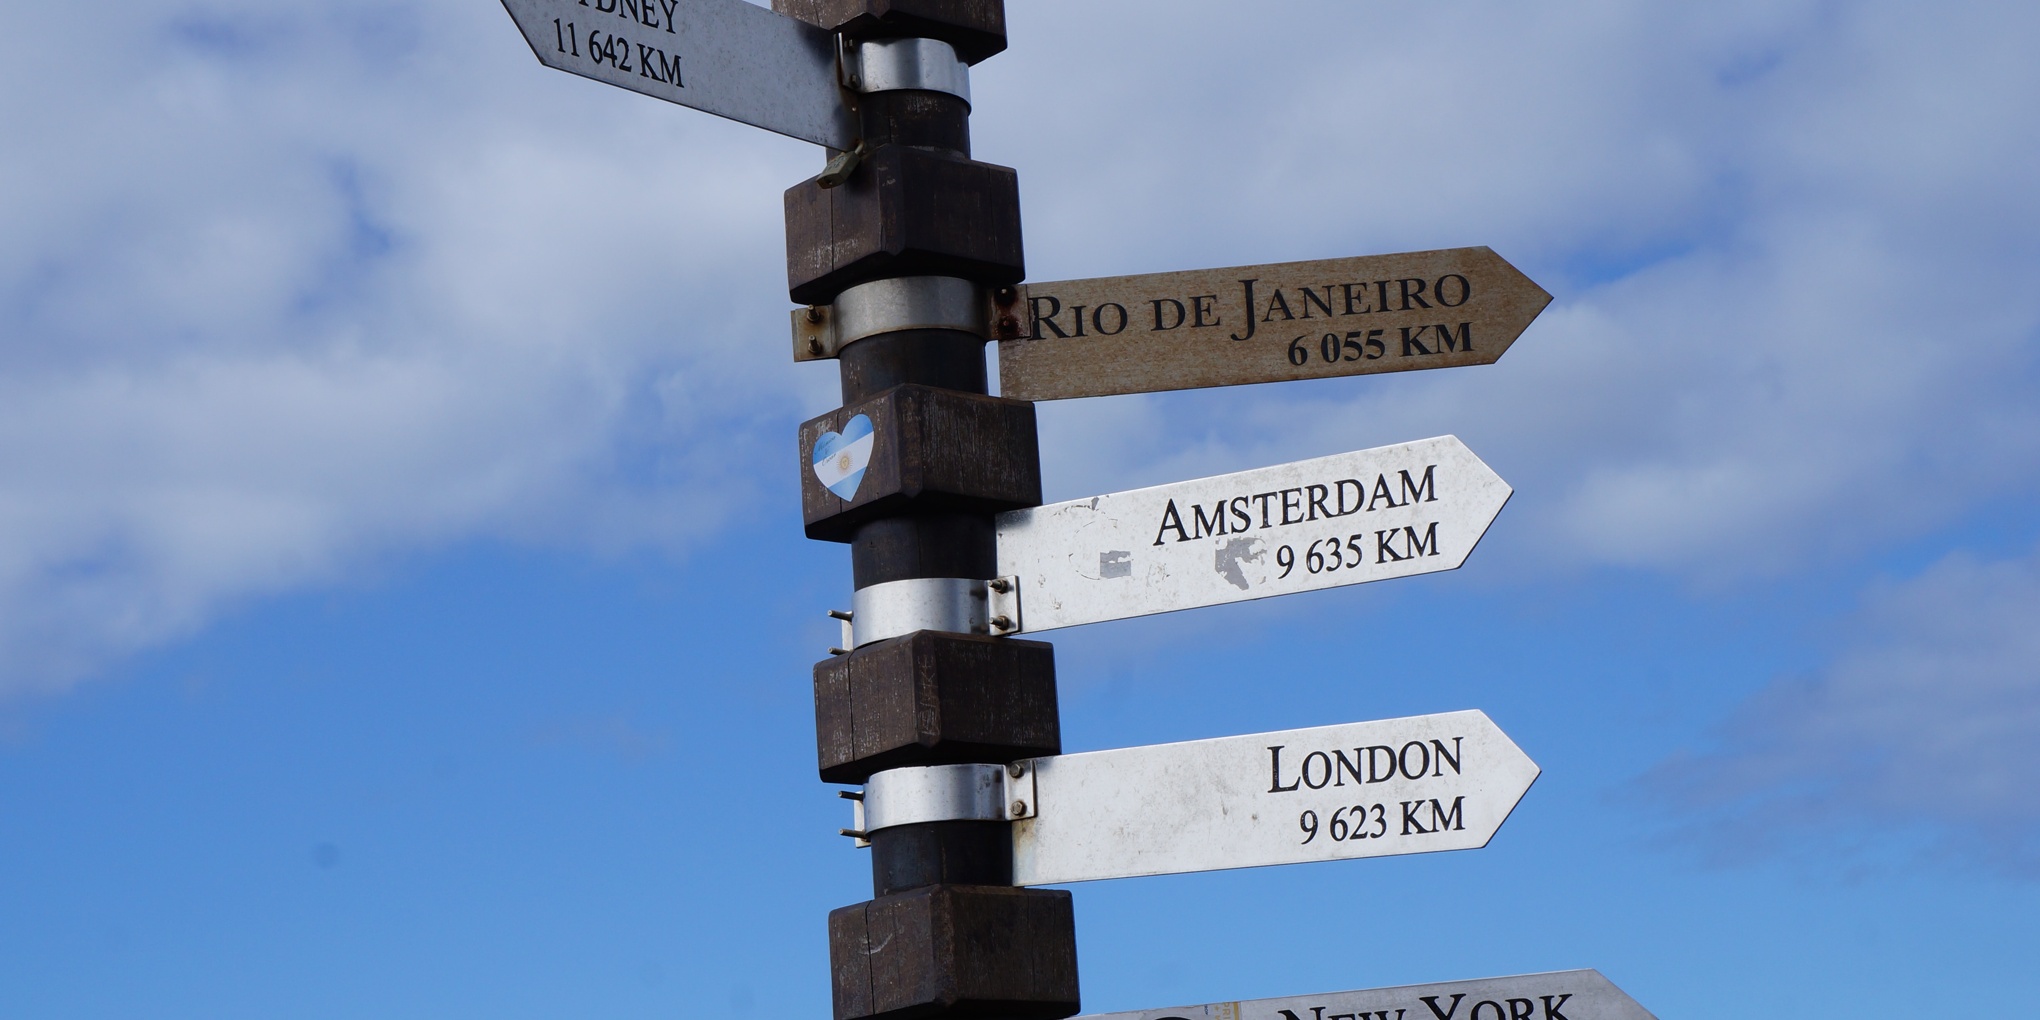 SYDNEY
11 642 KM
RIO DE JANEIRO
6 055 KM
AMSTERDAM
9 635 KM
LONDON
9 623 KM
NEW YORK